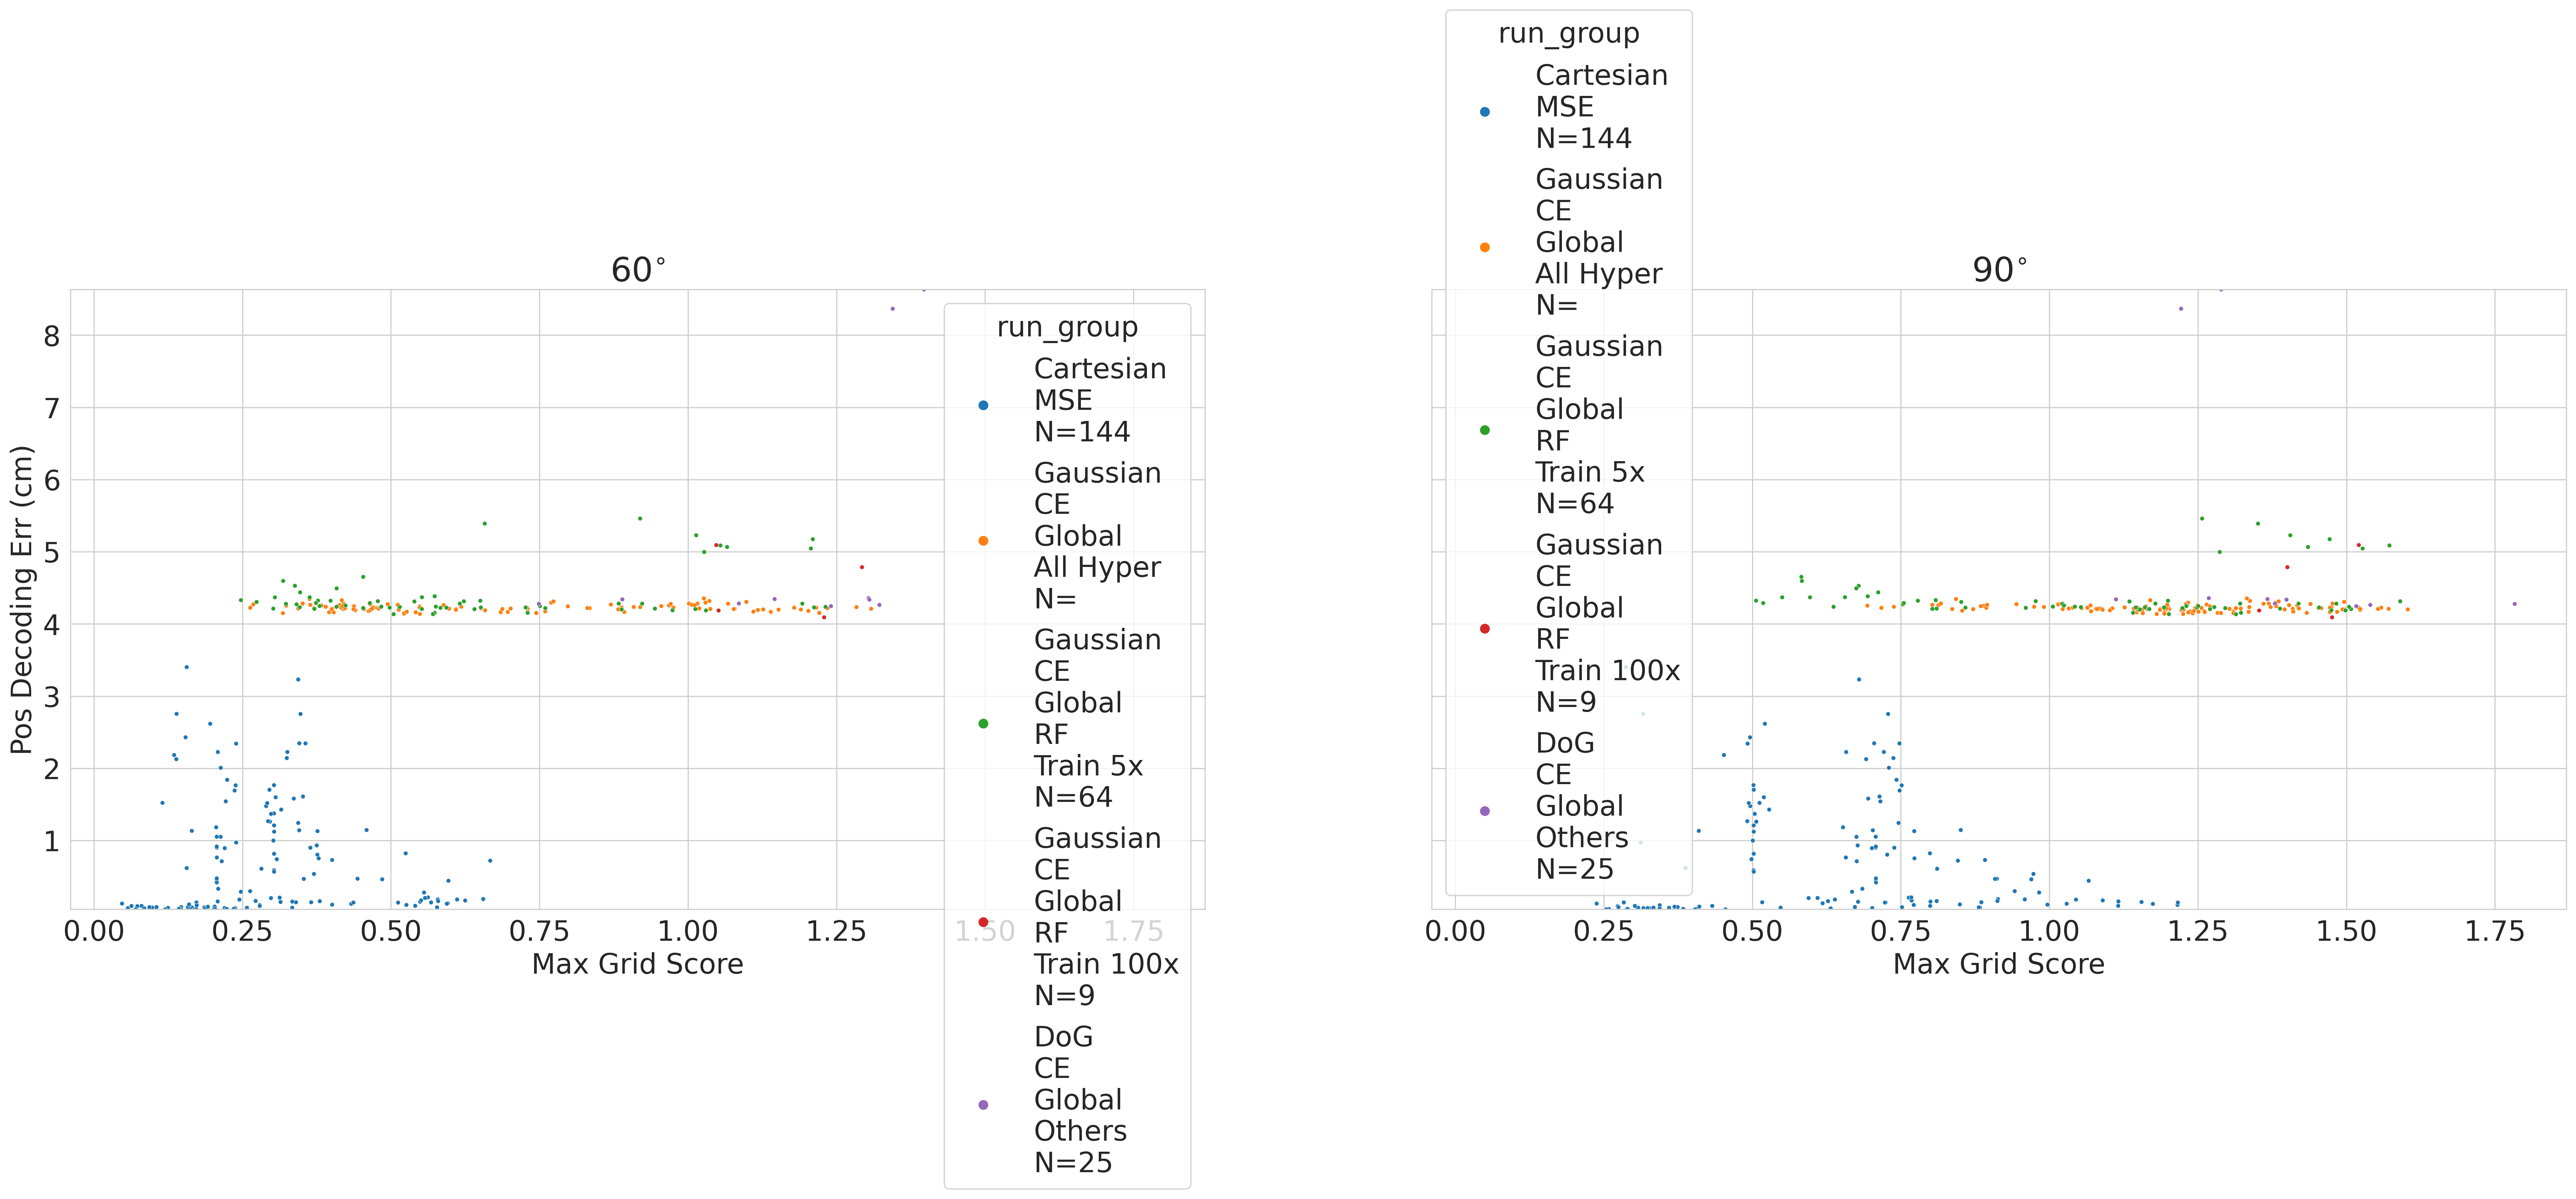 60°
Pos Decoding Err (cm)
8
7
6
5
4
3
2
1
0.00
0.25
0.50
0.75
1.00
1.25
1.50
1.75
Max Grid Score
run_group
Cartesian
MSE
N=144
Gaussian
CE
Global
All Hyper
N=
Gaussian
CE
Global
RF
Train 5x
N=64
Gaussian
CE
Global
RF
Train 100x
N=9
DoG
CE
Global
Others
N=25
90°
run_group
Cartesian
MSE
N=144
Gaussian
CE
Global
All Hyper
N=
Gaussian
CE
Global
RF
Train 5x
N=64
Gaussian
CE
Global
RF
Train 100x
N=9
DoG
CE
Global
Others
N=25
0.00
0.25
0.50
0.75
1.00
1.25
1.50
1.75
Max Grid Score